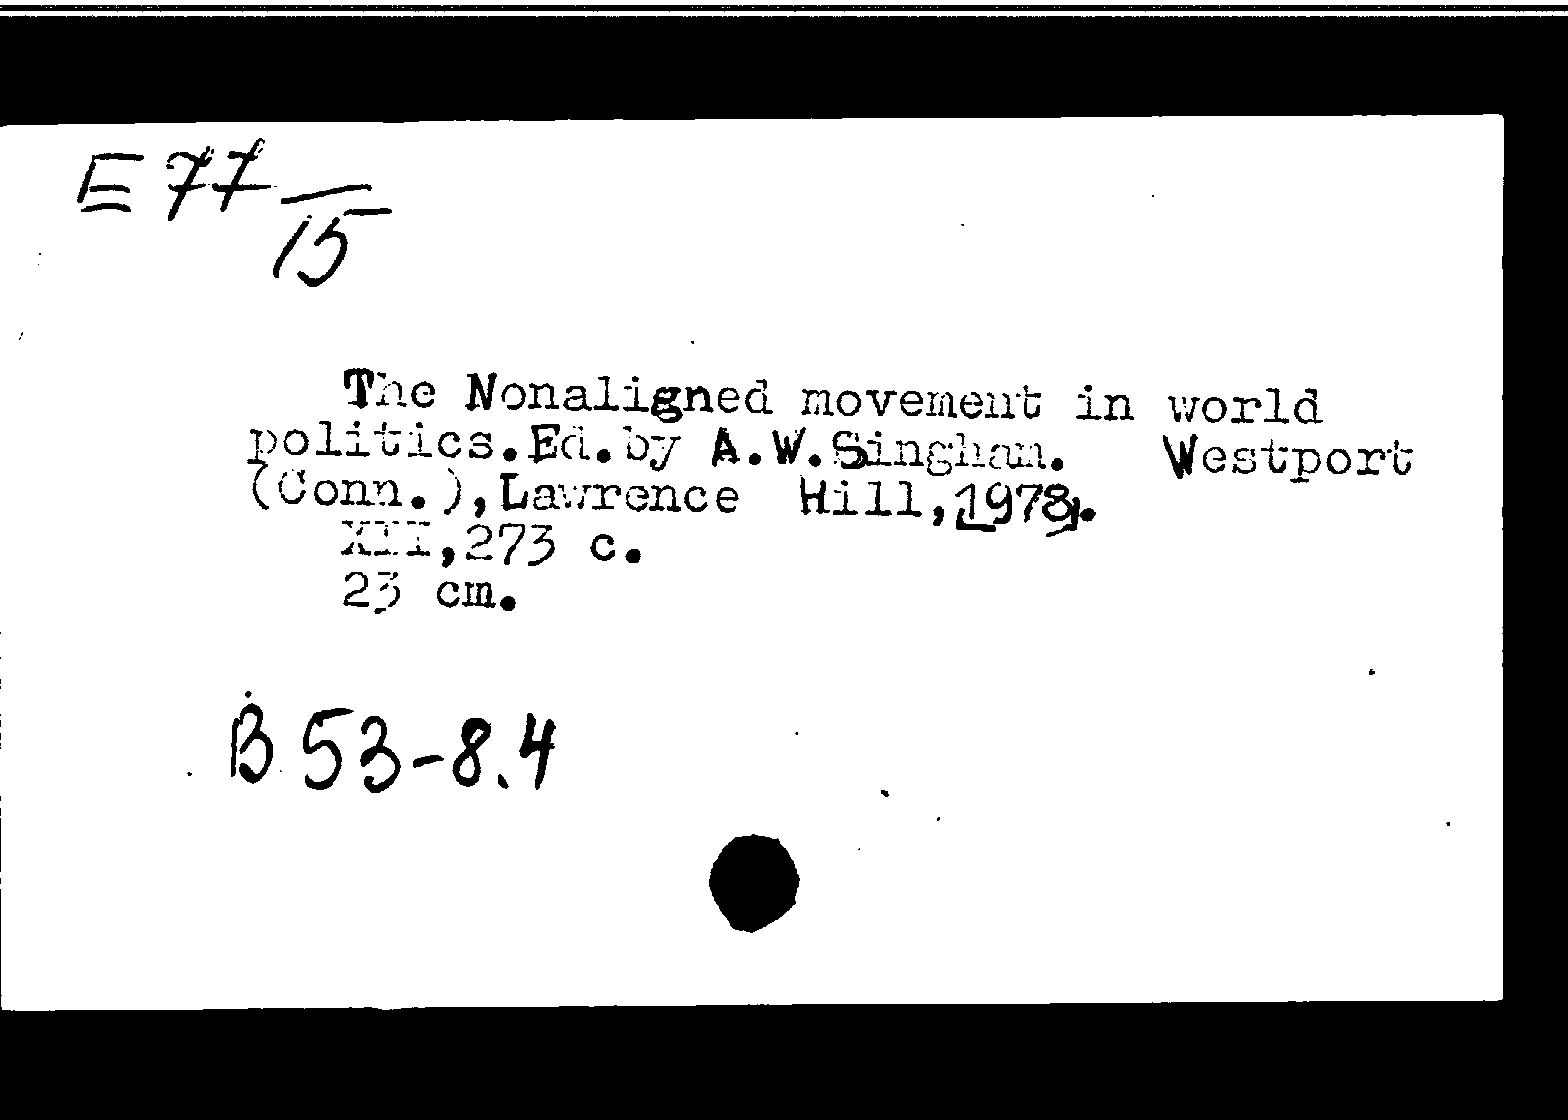 E 77
15
The Nonaligned movement in world
politics.Ed.by A.W.Singham. Westport
(Conn.),Lawrence Hill,[1978].
XII,273 c.
23 cm.
B 53-8.4